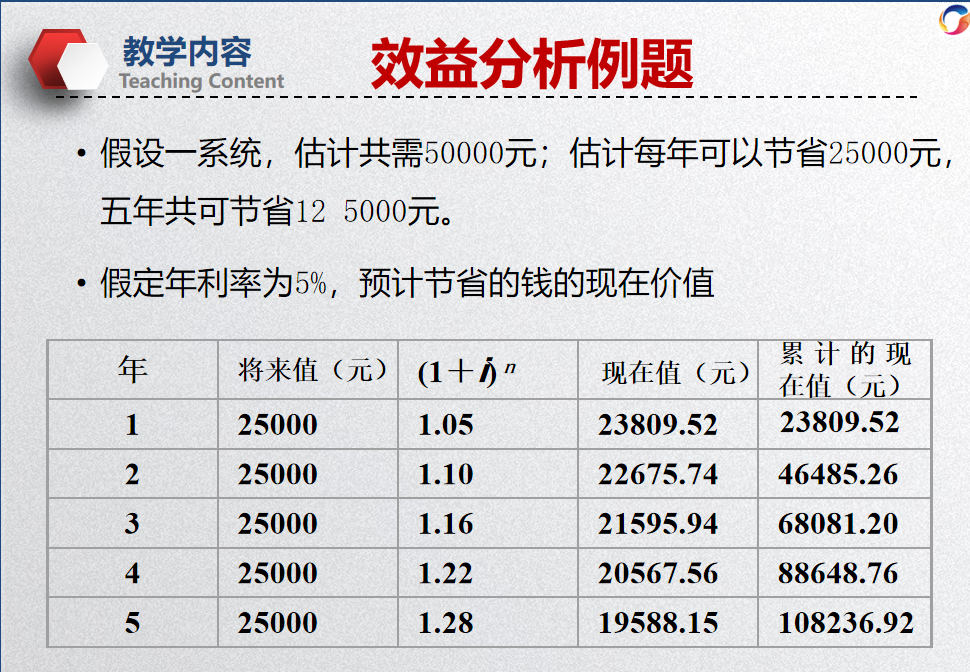 教学内容
Teaching Content
效益分析例题
• 假设一系统，估计共需50000元；估计每年可以节省25000元，
五年共可节省12 5000元。
• 假定年利率为5%，预计节省的钱的现在价值
年 将来值（元） (1＋i)ⁿ 现在值（元） 累计的现在值（元）
1 25000 1.05 23809.52 23809.52
2 25000 1.10 22675.74 46485.26
3 25000 1.16 21595.94 68081.20
4 25000 1.22 20567.56 88648.76
5 25000 1.28 19588.15 108236.92